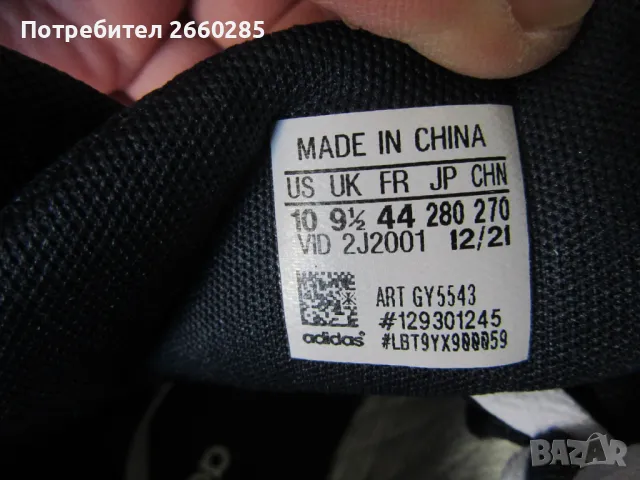 Потребител 2660285
MADE IN CHINA
US UK FR JP CHN
10 9½ 44 280 270
VID 2J2001 12/21
ART GY5543
#129301245
adidas #LBT9YX900059
BAZAR